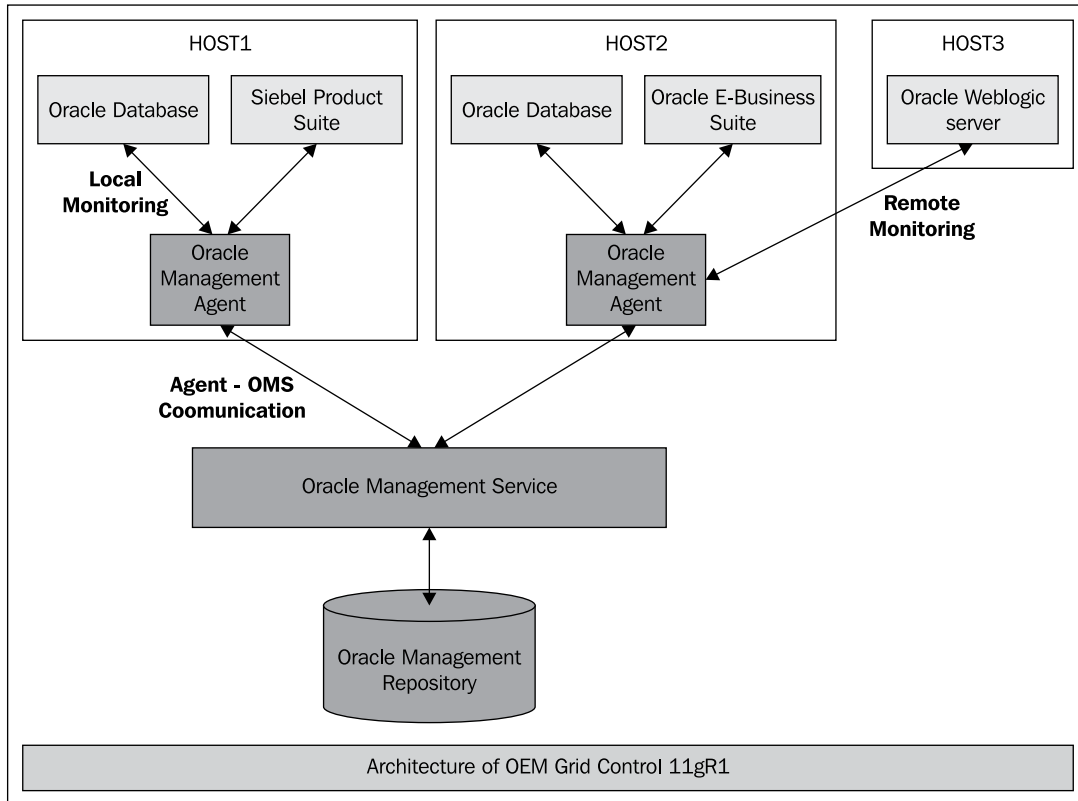 HOST1
HOST2
HOST3
Oracle Database
Siebel Product
Suite
Oracle Database
Oracle E-Business
Suite
Oracle Weblogic
server
Local
Monitoring
Remote
Monitoring
Oracle
Management
Agent
Oracle
Management
Agent
Agent - OMS
Coomunication
Oracle Management Service
Oracle Management
Repository
Architecture of OEM Grid Control 11gR1